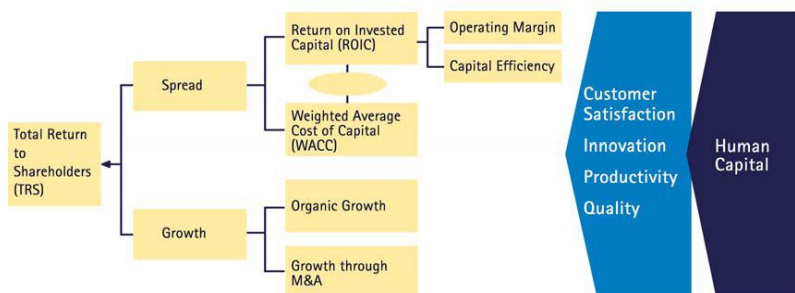 Total Return
to
Shareholders
(TRS)
Spread
Growth
Return on Invested
Capital (ROIC)
Weighted Average
Cost of Capital
(WACC)
Organic Growth
Growth through
M&A
Operating Margin
Capital Efficiency
Customer
Satisfaction
Innovation
Productivity
Quality
Human
Capital